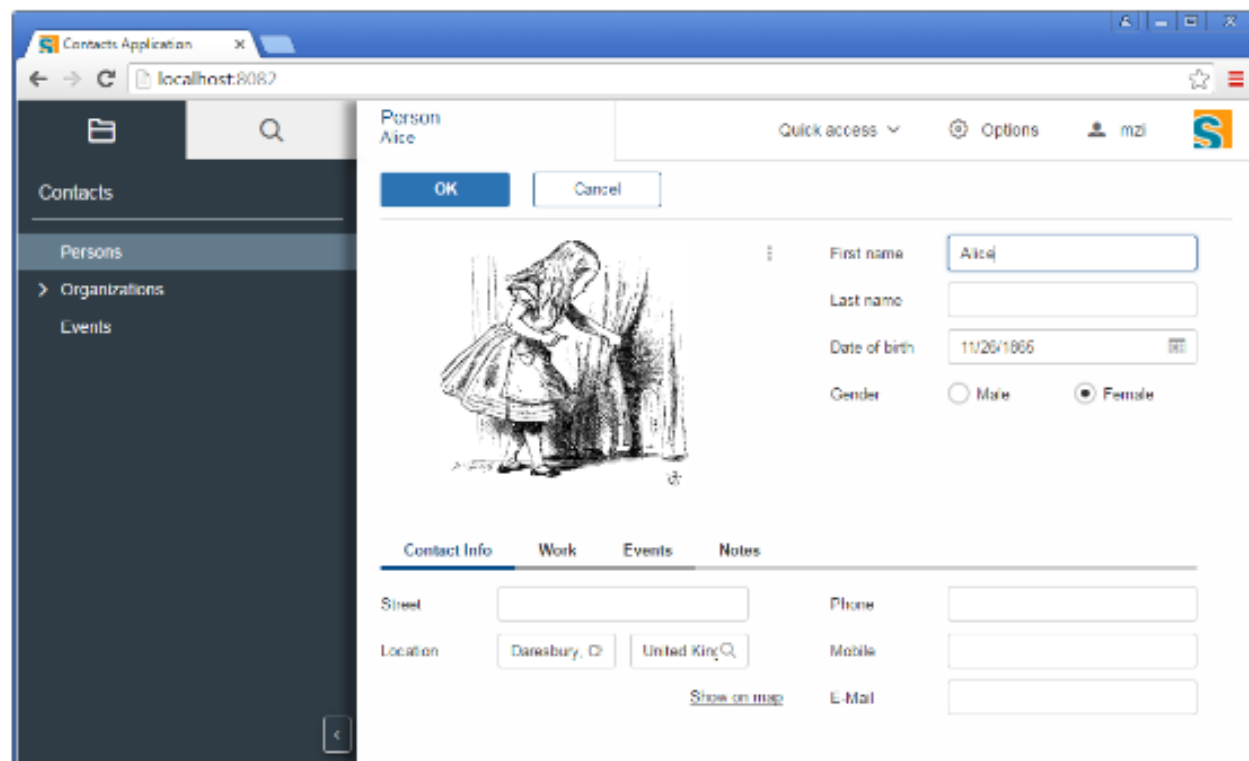 Contacts Application
localhost:8082
Person
Alice
Quick access
Options
mzi
Contacts
Persons
Organizations
Events
OK
Cancel
First name
Alice
Last name
Date of birth
11/26/1865
Gender
Male
Female
Contact Info
Work
Events
Notes
Street
Phone
Location
Daresbury, C
United King
Mobile
Show on map
E-Mail